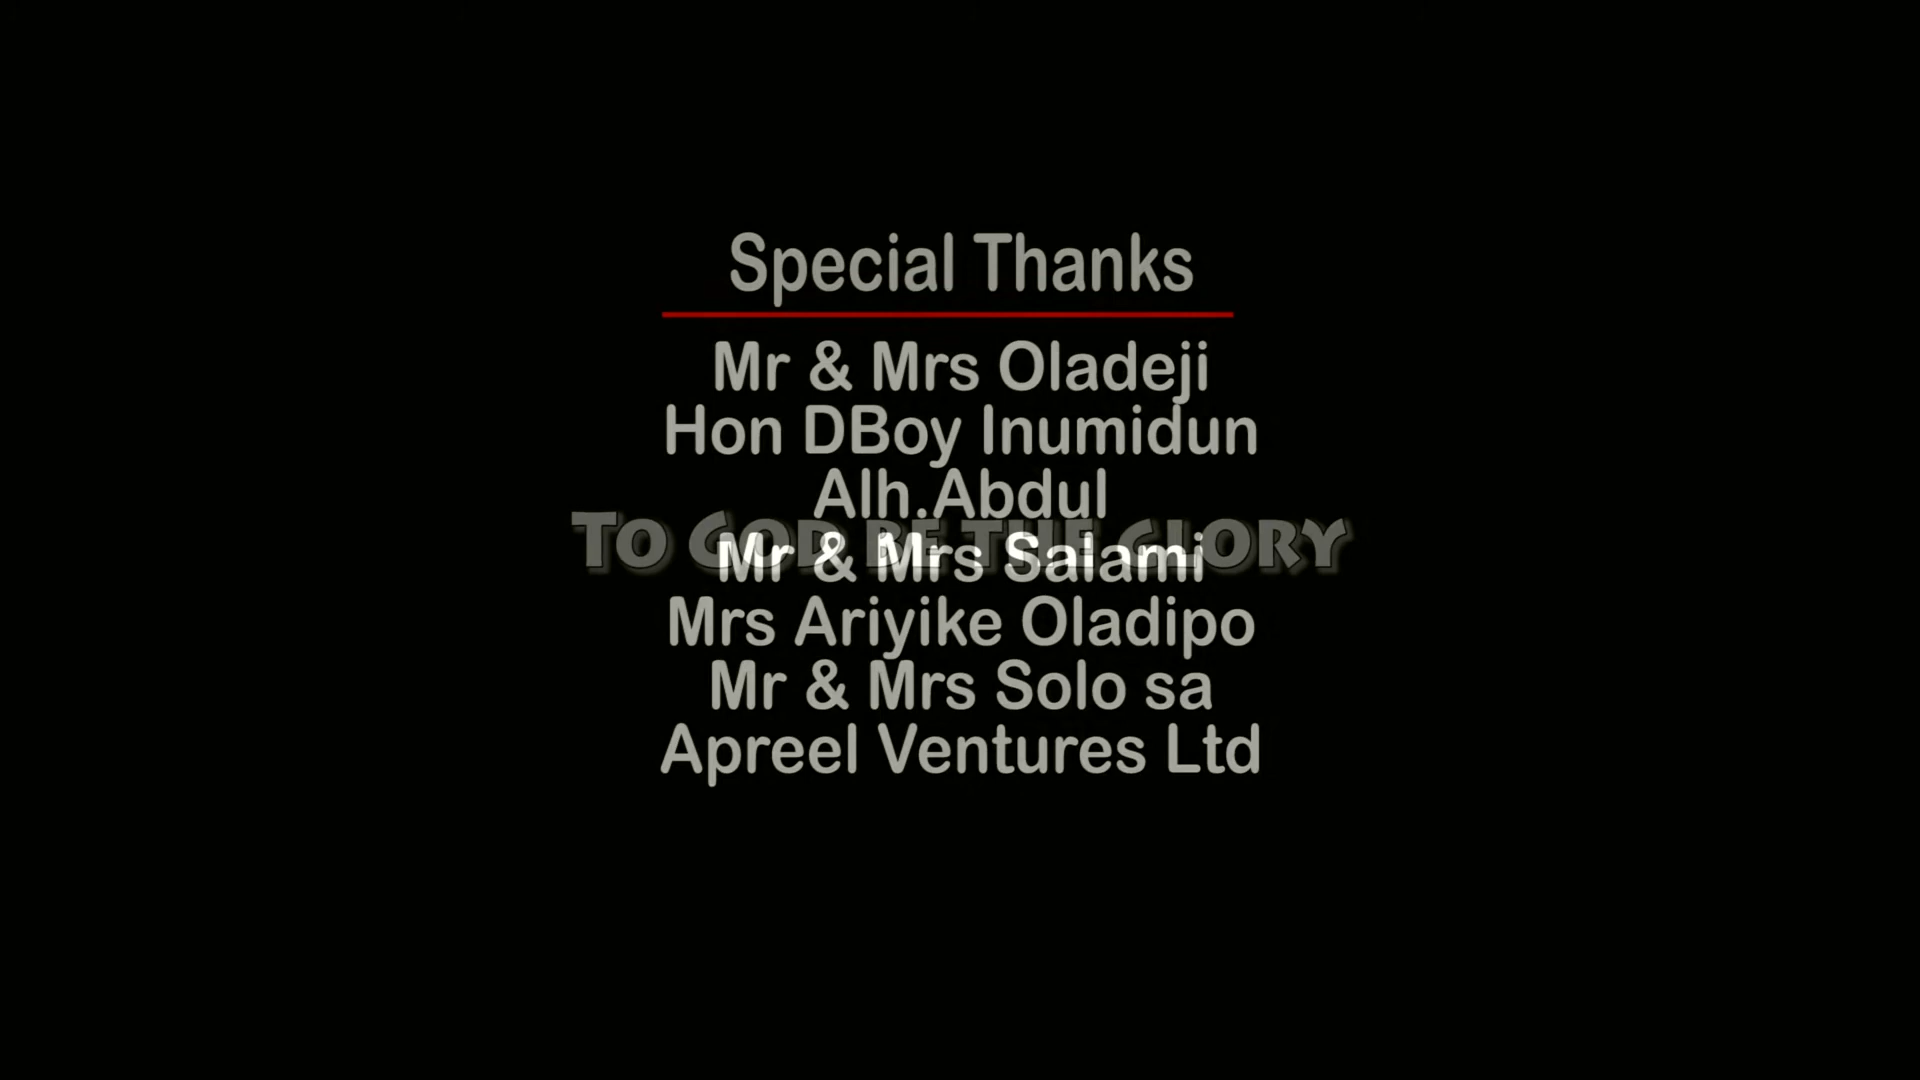 Special Thanks
Mr & Mrs Oladeji
Hon DBoy Inumidun
Alh.Abdul
TO GOD BE THE GLORY
Mr & Mrs Salami
Mrs Ariyike Oladipo
Mr & Mrs Solo sa
Apreel Ventures Ltd